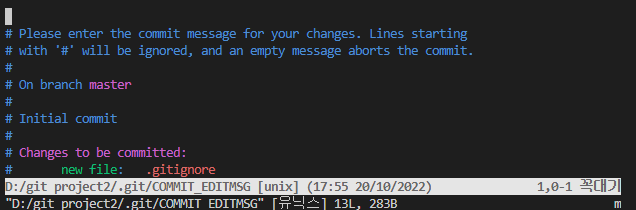 # Please enter the commit message for your changes. Lines starting
# with '#' will be ignored, and an empty message aborts the commit.
#
# On branch master
#
# Initial commit
#
# Changes to be committed:
#       new file:   .gitignore
D:/git project2/.git/COMMIT_EDITMSG [unix] (17:55 20/10/2022) 1,0-1 꼭대기
"D:/git project2/.git/COMMIT_EDITMSG" [유닉스] 13L, 283B m